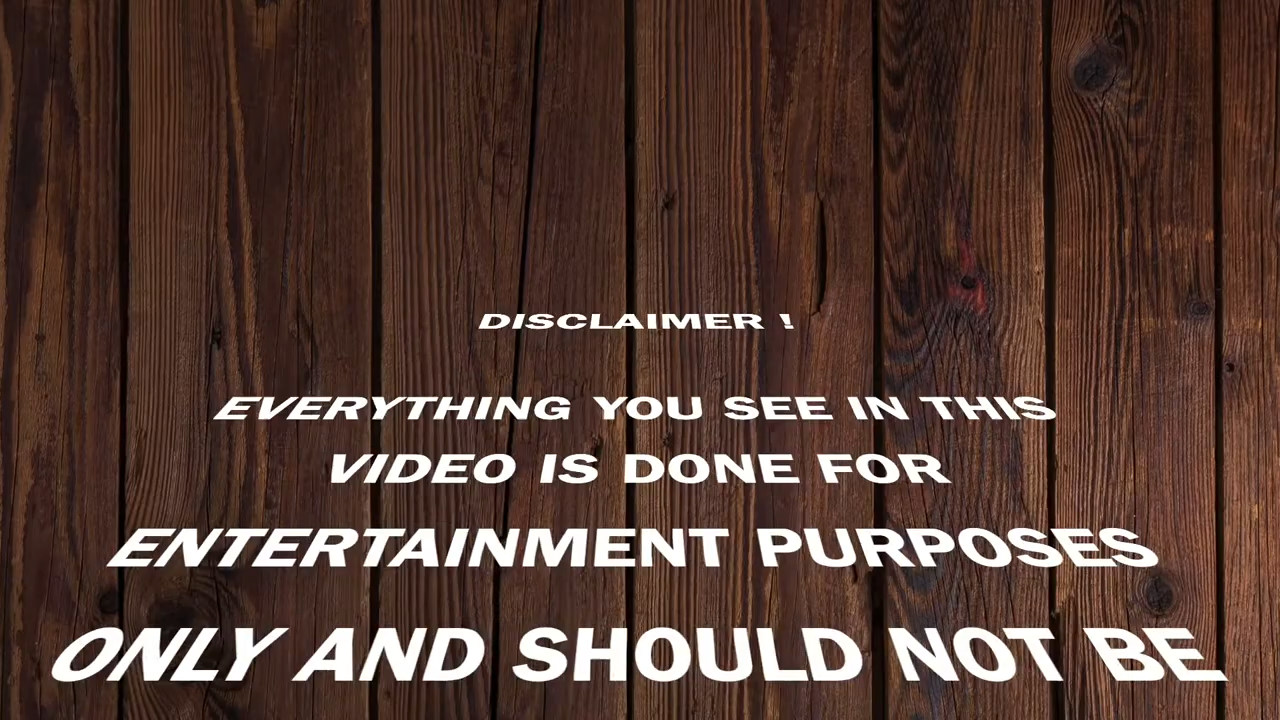 DISCLAIMER !
EVERYTHING YOU SEE IN THIS
VIDEO IS DONE FOR
ENTERTAINMENT PURPOSES
ONLY AND SHOULD NOT BE